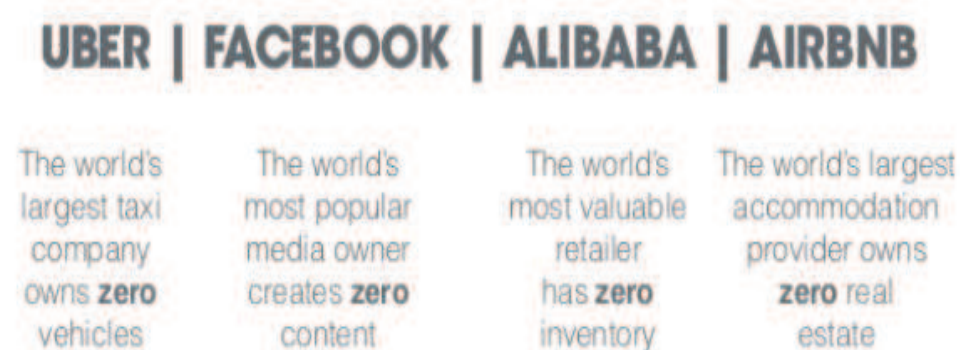 UBER | FACEBOOK | ALIBABA | AIRBNB
The world's
largest taxi
company
owns zero
vehicles
The world's
most popular
media owner
creates zero
content
The world's
most valuable
retailer
has zero
inventory
The world's largest
accommodation
provider owns
zero real
estate